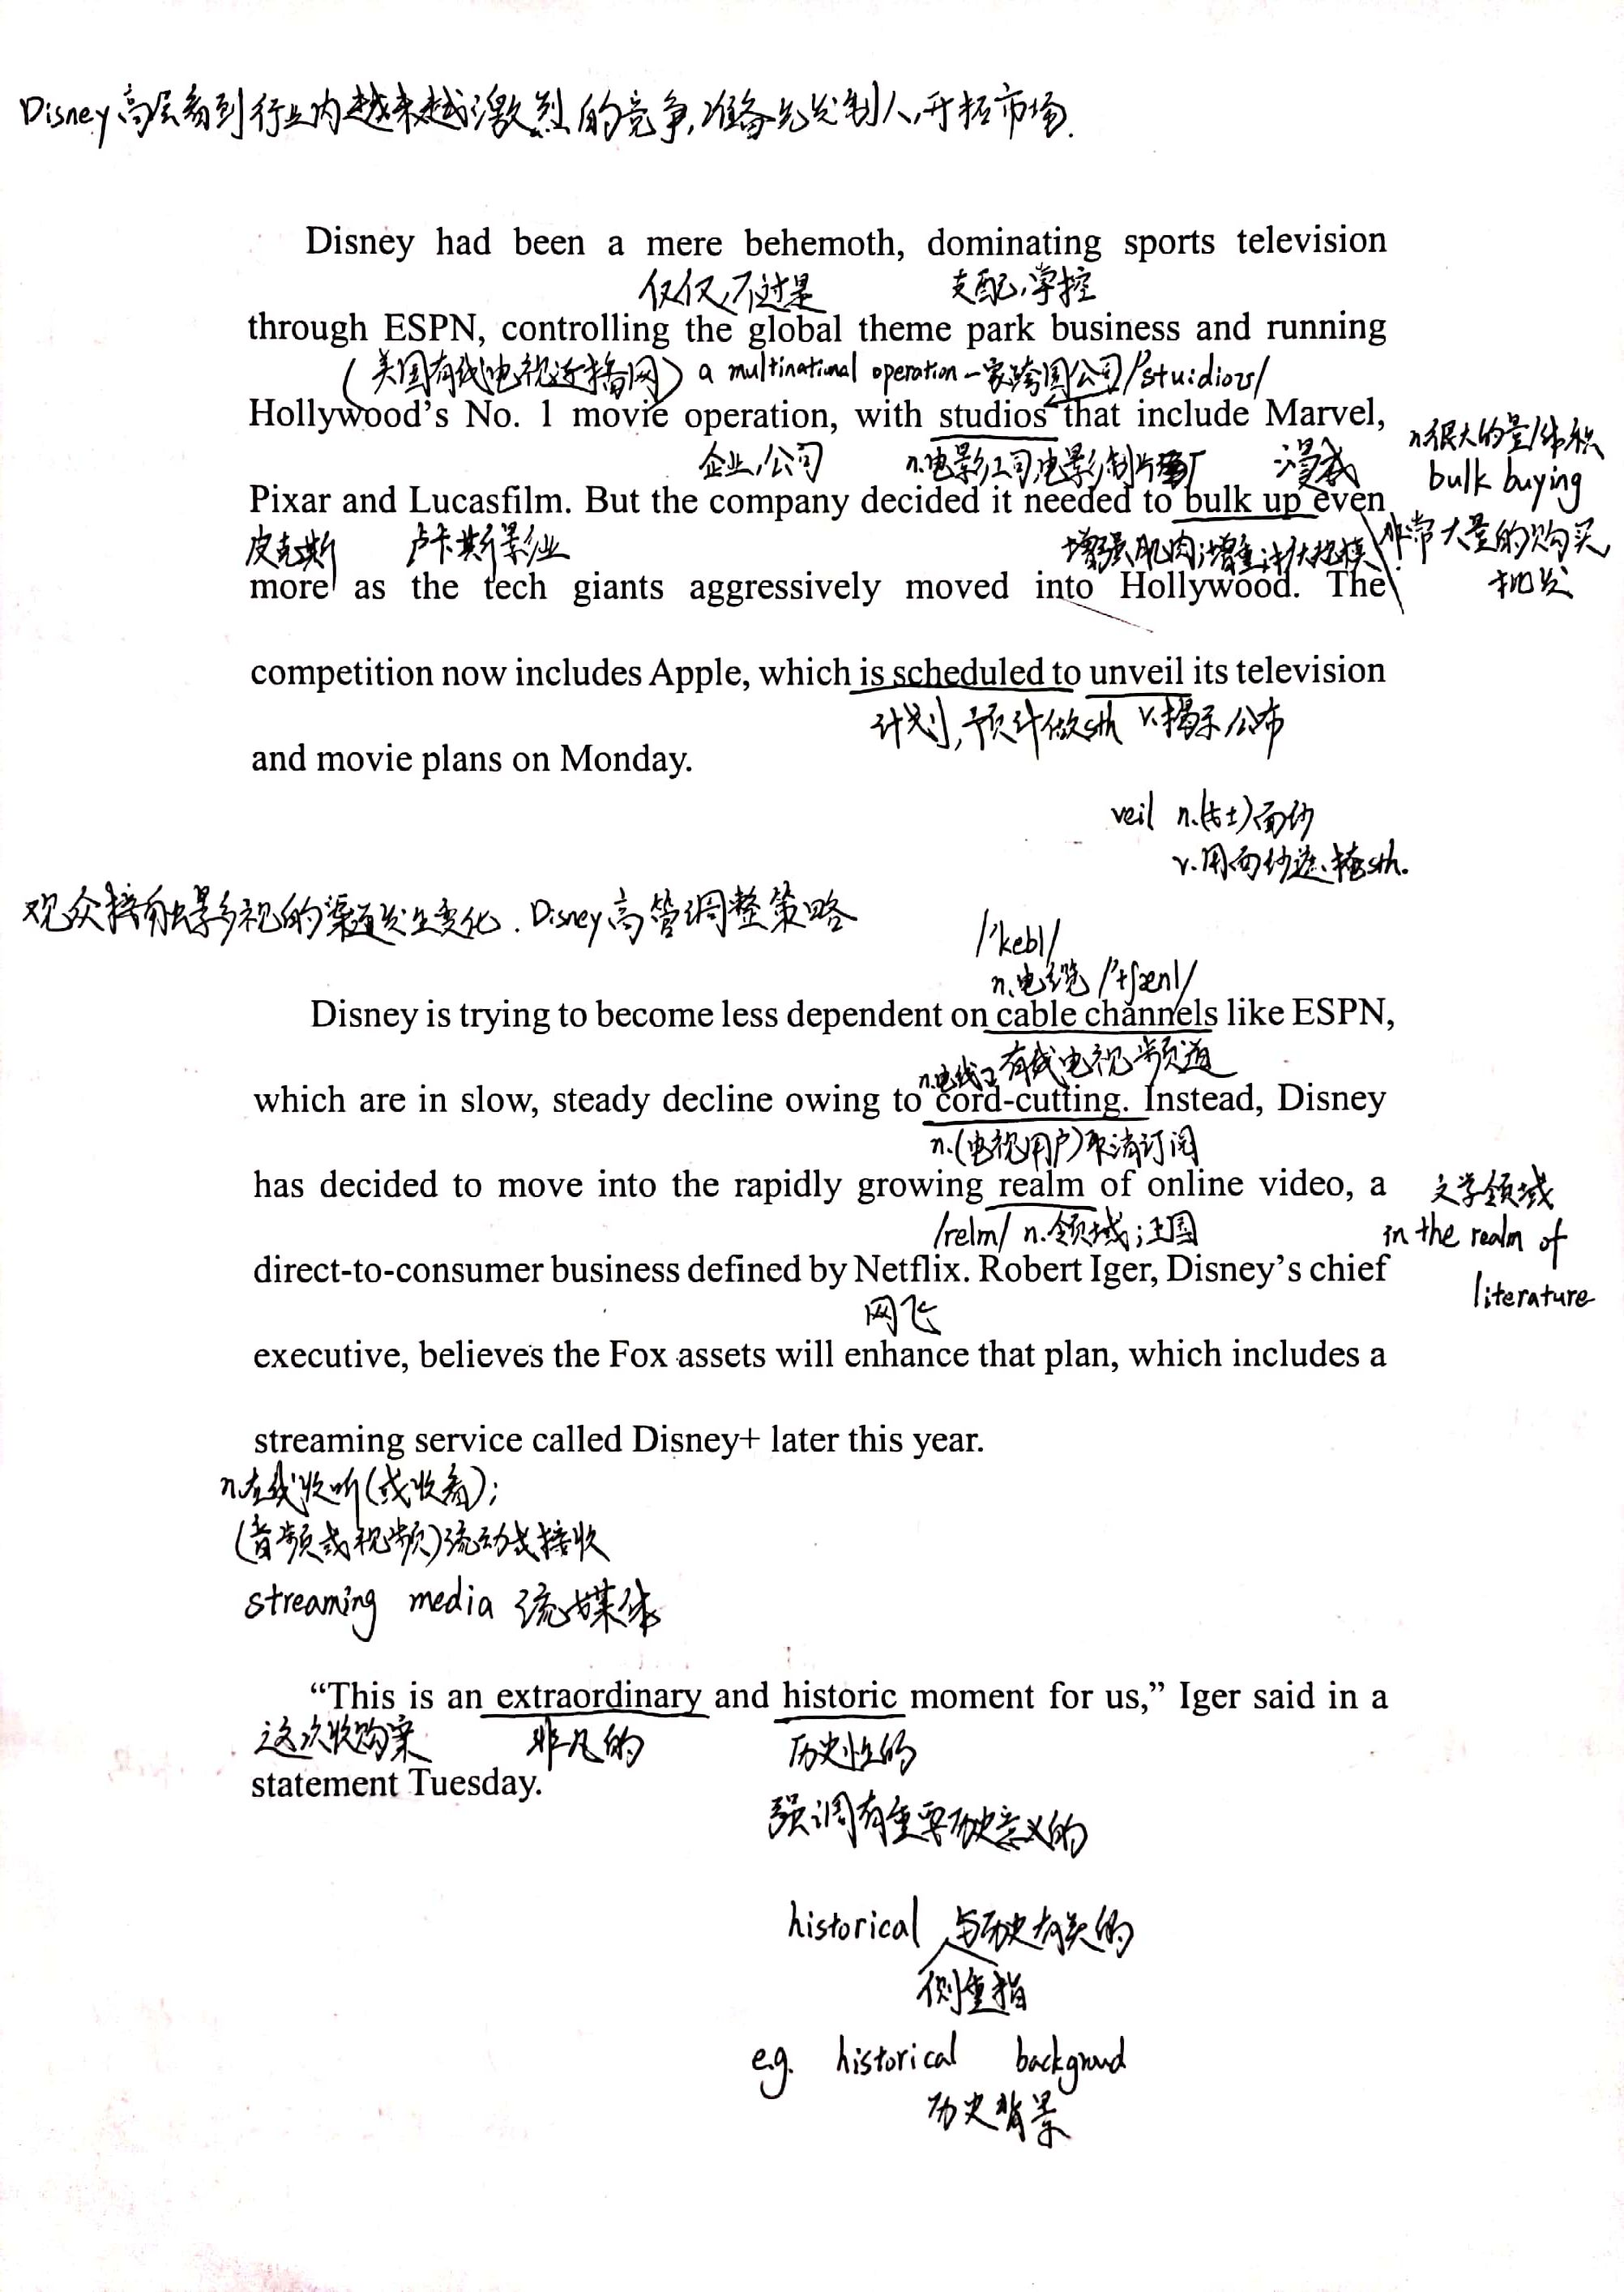 Disney高层看到行业内越来越激烈的竞争,准备先发制人,开拓市场.
Disney had been a mere behemoth, dominating sports television
仅仅,不过是 支配,掌控
through ESPN, controlling the global theme park business and running
(美国有线电视连播网) a multinational operation 一家跨国公司 /'stu:dioz/
Hollywood's No. 1 movie operation, with studios that include Marvel,
企业,公司 n.电影公司,电影制片厂 漫威
n.很大的量/体积
bulk buying
非常大量的购买,
批发
Pixar and Lucasfilm. But the company decided it needed to bulk up even
皮克斯 卢卡斯影业 增强肌肉;增重;扩大规模
more as the tech giants aggressively moved into Hollywood. The
competition now includes Apple, which is scheduled to unveil its television
计划,预计做sth v.揭示,公布
and movie plans on Monday.
veil n.(女士)面纱
v.用面纱遮掩sth.
观众接触影视的渠道发生变化.Disney高管调整策略
/'kebl/
n.电缆 /'tʃænl/
Disney is trying to become less dependent on cable channels like ESPN,
n.电线 有线电视频道
which are in slow, steady decline owing to cord-cutting. Instead, Disney
n.(电视用户)取消订阅
has decided to move into the rapidly growing realm of online video, a
/relm/ n.领域;王国
文学领域
in the realm of
literature
direct-to-consumer business defined by Netflix. Robert Iger, Disney's chief
网飞
executive, believes the Fox assets will enhance that plan, which includes a
streaming service called Disney+ later this year.
n.在线收听(或收看);
(音频或视频)流动或接收
streaming media 流媒体
“This is an extraordinary and historic moment for us,” Iger said in a
这次收购案 非凡的 历史性的
statement Tuesday.
强调有重要历史意义的
historical 与历史有关的
侧重指
e.g. historical background
历史背景